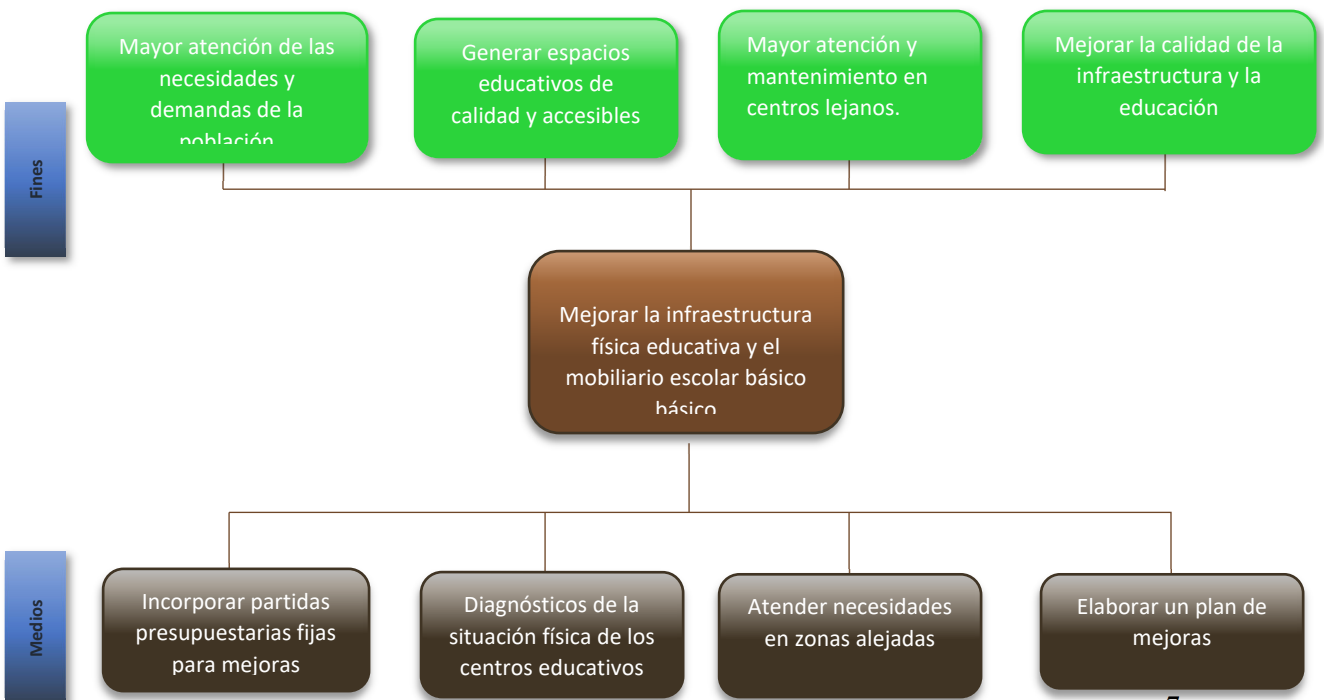 Mayor atención de las
necesidades y
demandas de la
población
Generar espacios
educativos de
calidad y accesibles
Mayor atención y
mantenimiento en
centros lejanos.
Mejorar la calidad de la
infraestructura y la
educación
Fines
Mejorar la infraestructura
física educativa y el
mobiliario escolar básico
básico
Medios
Incorporar partidas
presupuestarias fijas
para mejoras
Diagnósticos de la
situación física de los
centros educativos
Atender necesidades
en zonas alejadas
Elaborar un plan de
mejoras